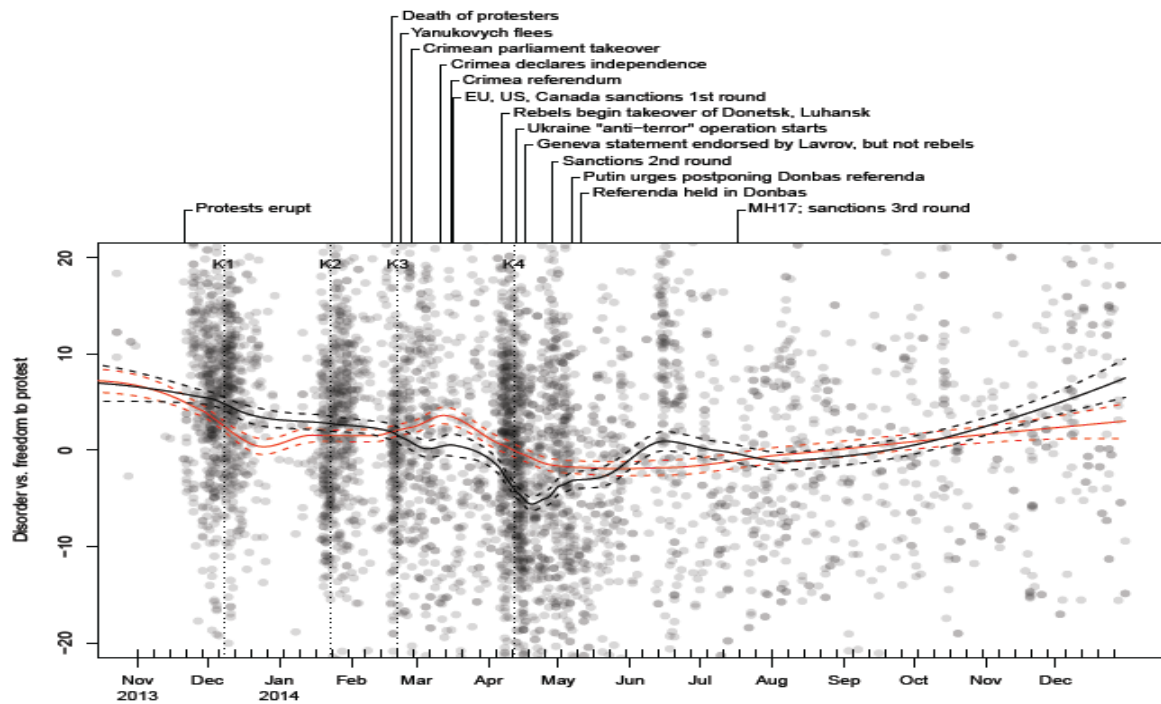 Death of protesters
Yanukovych flees
Crimean parliament takeover
Crimea declares independence
Crimea referendum
EU, US, Canada sanctions 1st round
Rebels begin takeover of Donetsk, Luhansk
Ukraine "anti−terror" operation starts
Geneva statement endorsed by Lavrov, but not rebels
Sanctions 2nd round
Putin urges postponing Donbas referenda
Referenda held in Donbas
Protests erupt MH17; sanctions 3rd round
K1 K2 K3 K4
20
10
0
−10
−20
Disorder vs. freedom to protest
Nov Dec Jan Feb Mar Apr May Jun Jul Aug Sep Oct Nov Dec
2013 2014